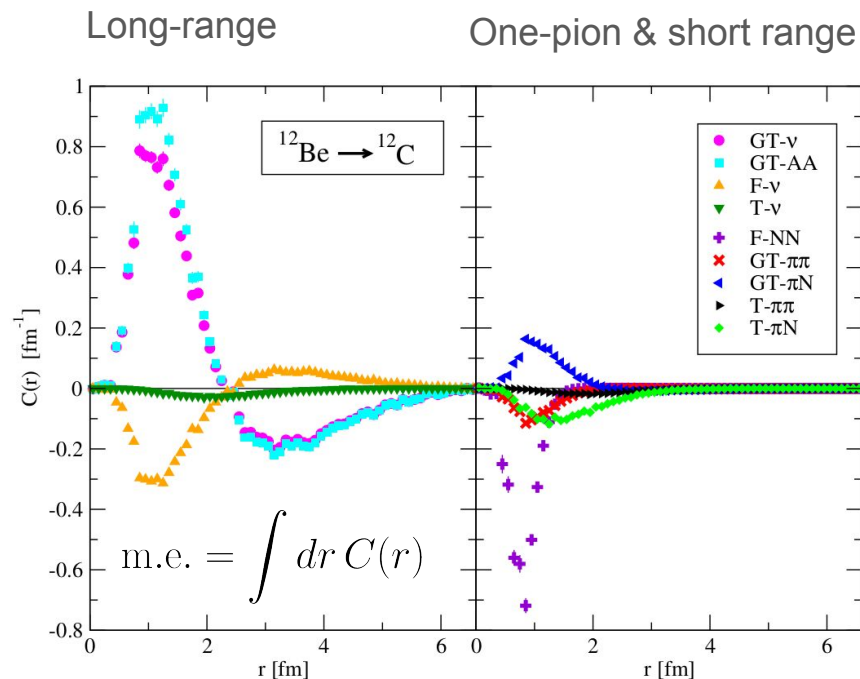 Long-range
One-pion & short range
¹²Be → ¹²C
m.e. = ∫ dr C(r)
C(r) [fm⁻¹]
1
0.8
0.6
0.4
0.2
0
-0.2
-0.4
-0.6
-0.8
0 2 4 6
r [fm]
GT-ν
GT-AA
F-ν
T-ν
F-NN
GT-ππ
GT-πN
T-ππ
T-πN
0 2 4 6
r [fm]